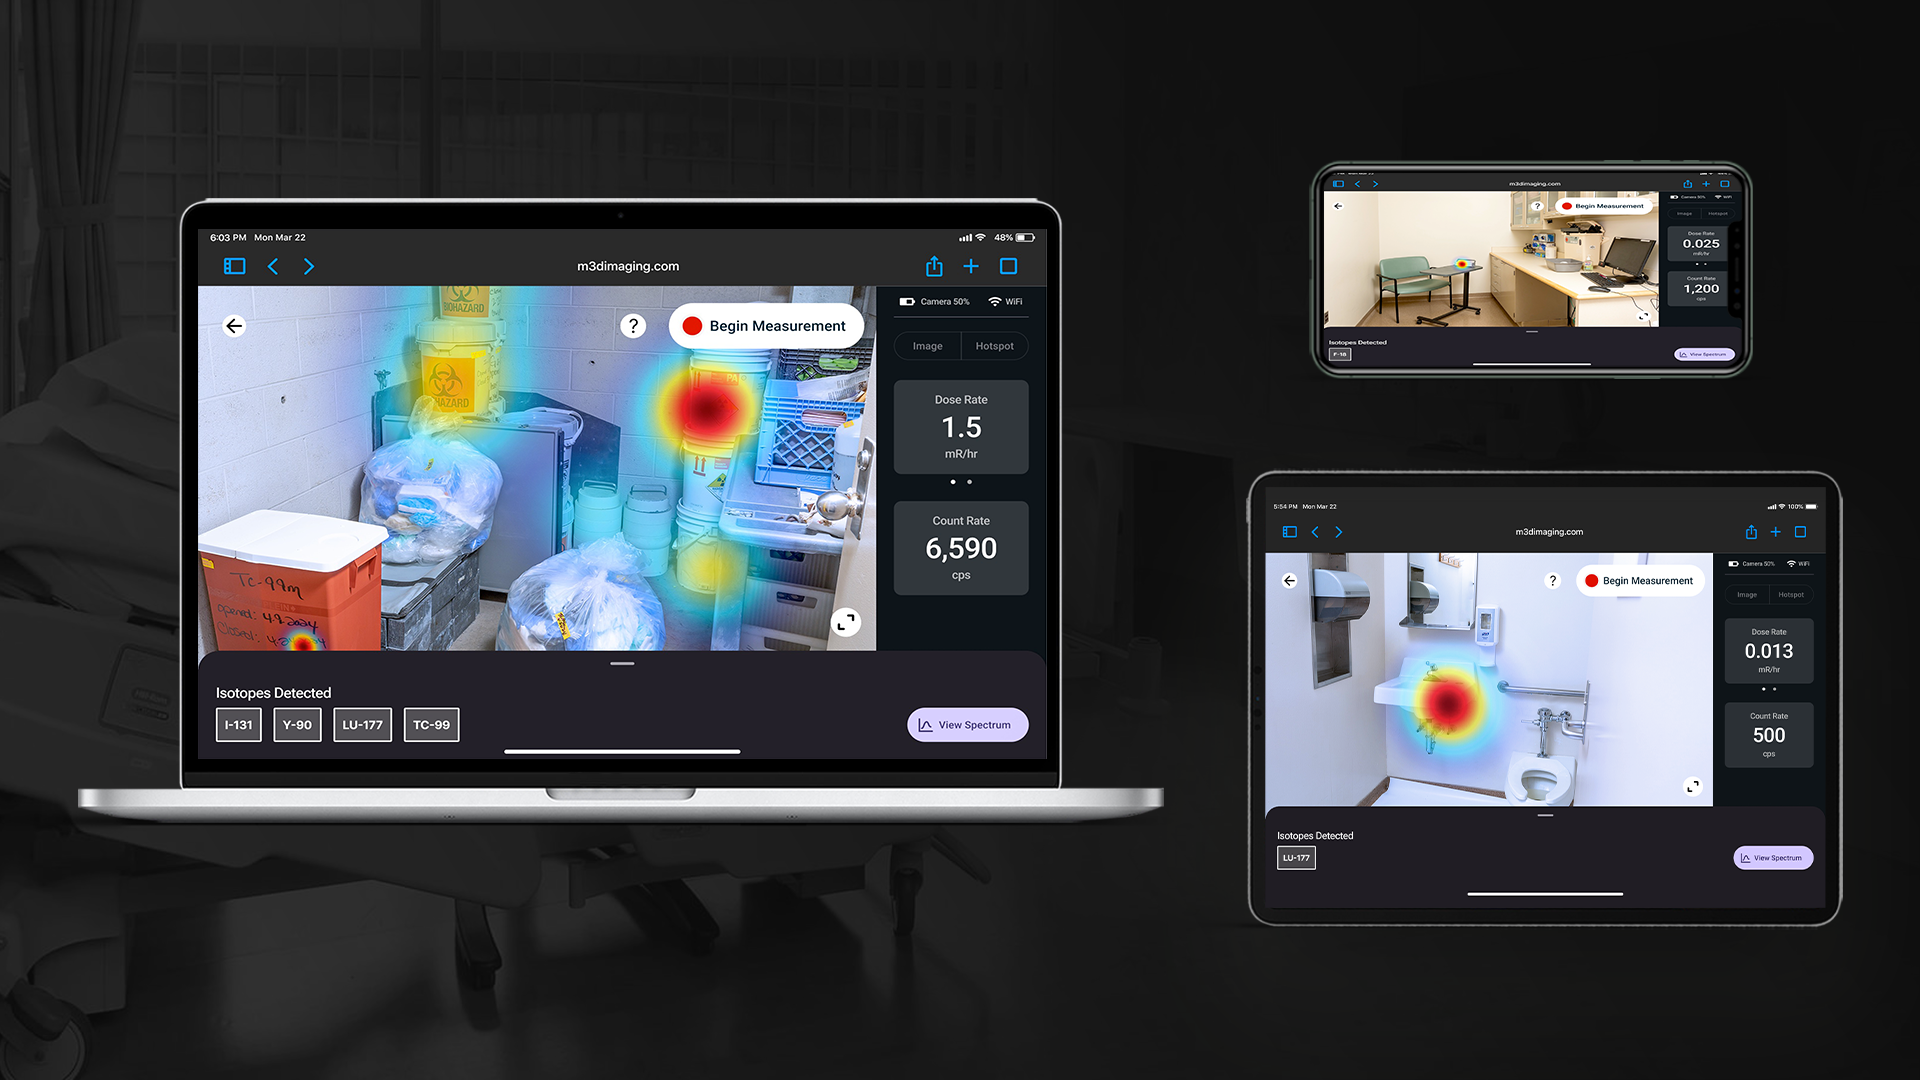 6:03 PM Mon Mar 22
48%
m3dimaging.com
BIOHAZARD
HAZARD
?
Begin Measurement
Camera 50%
WiFi
Image
Hotspot
Dose Rate
1.5
mR/hr
Count Rate
6,590
cps
Tc-99m
Opened: 4.9.2024
Closed: 4.2
Isotopes Detected
I-131
Y-90
LU-177
TC-99
View Spectrum
m3dimaging.com
?
Begin Measurement
Camera 50%
WiFi
Image
Hotspot
Dose Rate
0.025
mR/hr
Count Rate
1,200
cps
Isotopes Detected
F-18
View Spectrum
5:54 PM Mon Mar 22
100%
m3dimaging.com
?
Begin Measurement
Camera 50%
WiFi
Image
Hotspot
Dose Rate
0.013
mR/hr
Count Rate
500
cps
Isotopes Detected
LU-177
View Spectrum